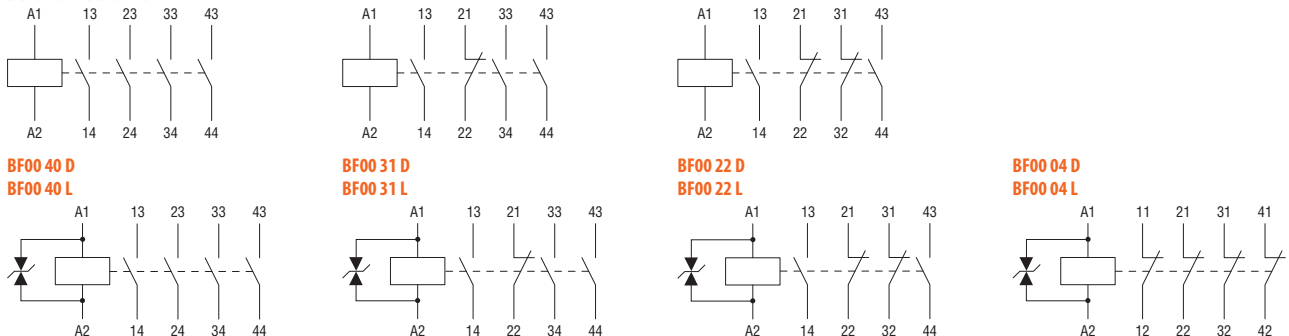 A1 13 23 33 43
A2 14 24 34 44
A1 13 21 33 43
A2 14 22 34 44
A1 13 21 31 43
A2 14 22 32 44
BF00 40 D
BF00 40 L
A1 13 23 33 43
A2 14 24 34 44
BF00 31 D
BF00 31 L
A1 13 21 33 43
A2 14 22 34 44
BF00 22 D
BF00 22 L
A1 13 21 31 43
A2 14 22 32 44
BF00 04 D
BF00 04 L
A1 11 21 31 41
A2 12 22 32 42